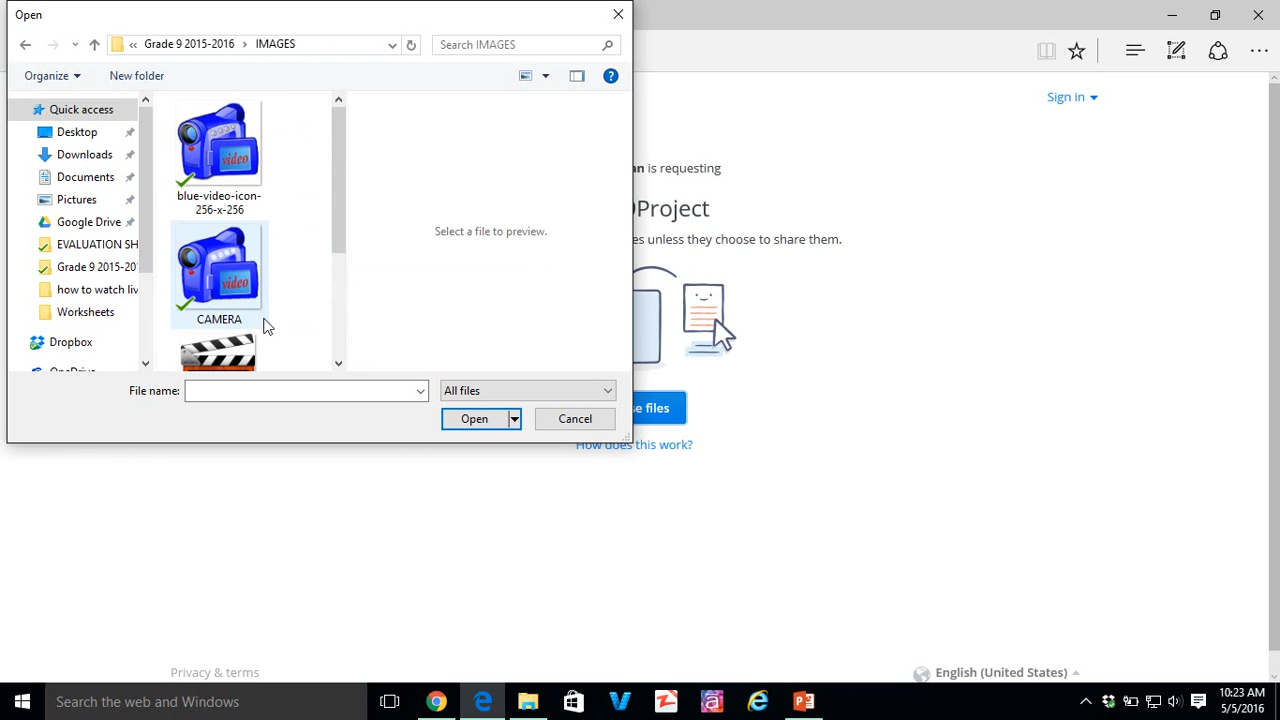 Open
Grade 9 2015-2016 > IMAGES
Search IMAGES
Organize
New folder
Quick access
Desktop
Downloads
Documents
Pictures
Google Drive
EVALUATION SH
Grade 9 2015-20
how to watch liv
Worksheets
Dropbox
OneDrive
video
blue-video-icon-
256-x-256
video
CAMERA
Select a file to preview.
File name:
All files
Open
Cancel
Sign in
n is requesting
Project
es unless they choose to share them.
se files
How does this work?
Privacy & terms
English (United States)
Search the web and Windows
10:23 AM
5/5/2016